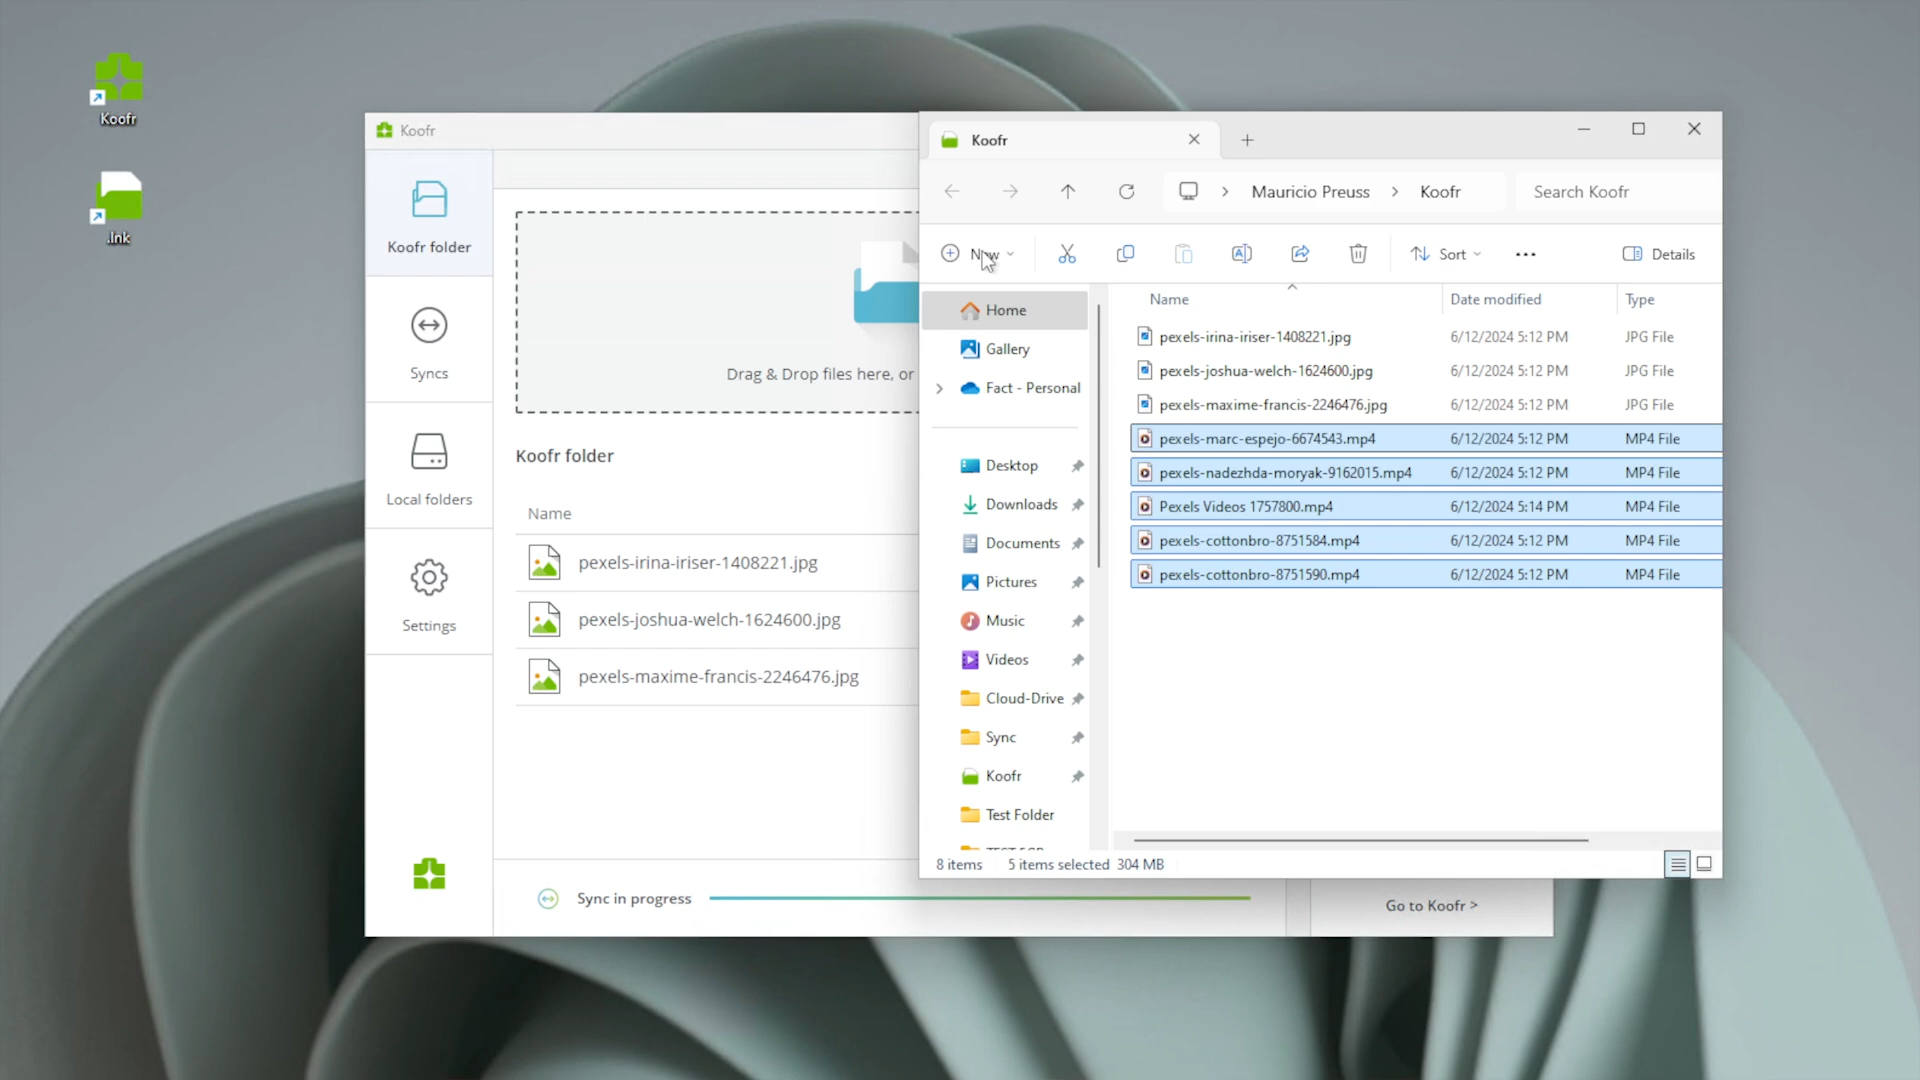 Koofr
.lnk
Koofr
Koofr folder
Syncs
Local folders
Settings
Drag & Drop files here, or
Koofr folder
Name
pexels-irina-iriser-1408221.jpg
pexels-joshua-welch-1624600.jpg
pexels-maxime-francis-2246476.jpg
Sync in progress
Go to Koofr >
Koofr
Mauricio Preuss
Koofr
Search Koofr
New
Sort
Details
Home
Gallery
Fact - Personal
Desktop
Downloads
Documents
Pictures
Music
Videos
Cloud-Drive
Sync
Koofr
Test Folder
Name Date modified Type
pexels-irina-iriser-1408221.jpg 6/12/2024 5:12 PM JPG File
pexels-joshua-welch-1624600.jpg 6/12/2024 5:12 PM JPG File
pexels-maxime-francis-2246476.jpg 6/12/2024 5:12 PM JPG File
pexels-marc-espejo-6674543.mp4 6/12/2024 5:12 PM MP4 File
pexels-nadezhda-moryak-9162015.mp4 6/12/2024 5:12 PM MP4 File
Pexels Videos 1757800.mp4 6/12/2024 5:14 PM MP4 File
pexels-cottonbro-8751584.mp4 6/12/2024 5:12 PM MP4 File
pexels-cottonbro-8751590.mp4 6/12/2024 5:12 PM MP4 File
8 items 5 items selected 304 MB